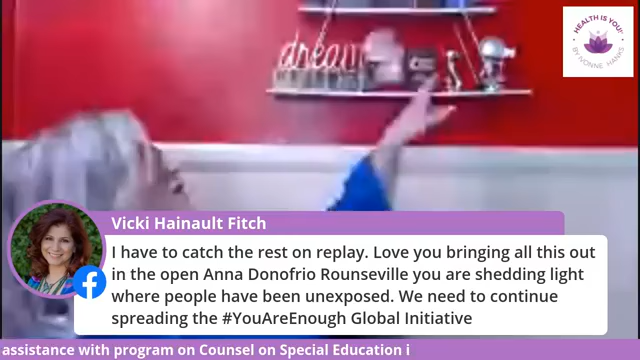 HEALTH IS YOU!
BY IVONNE HANKS
dream
Vicki Hainault Fitch
I have to catch the rest on replay. Love you bringing all this out
in the open Anna Donofrio Rounseville you are shedding light
where people have been unexposed. We need to continue
spreading the #YouAreEnough Global Initiative
assistance with program on Counsel on Special Education i